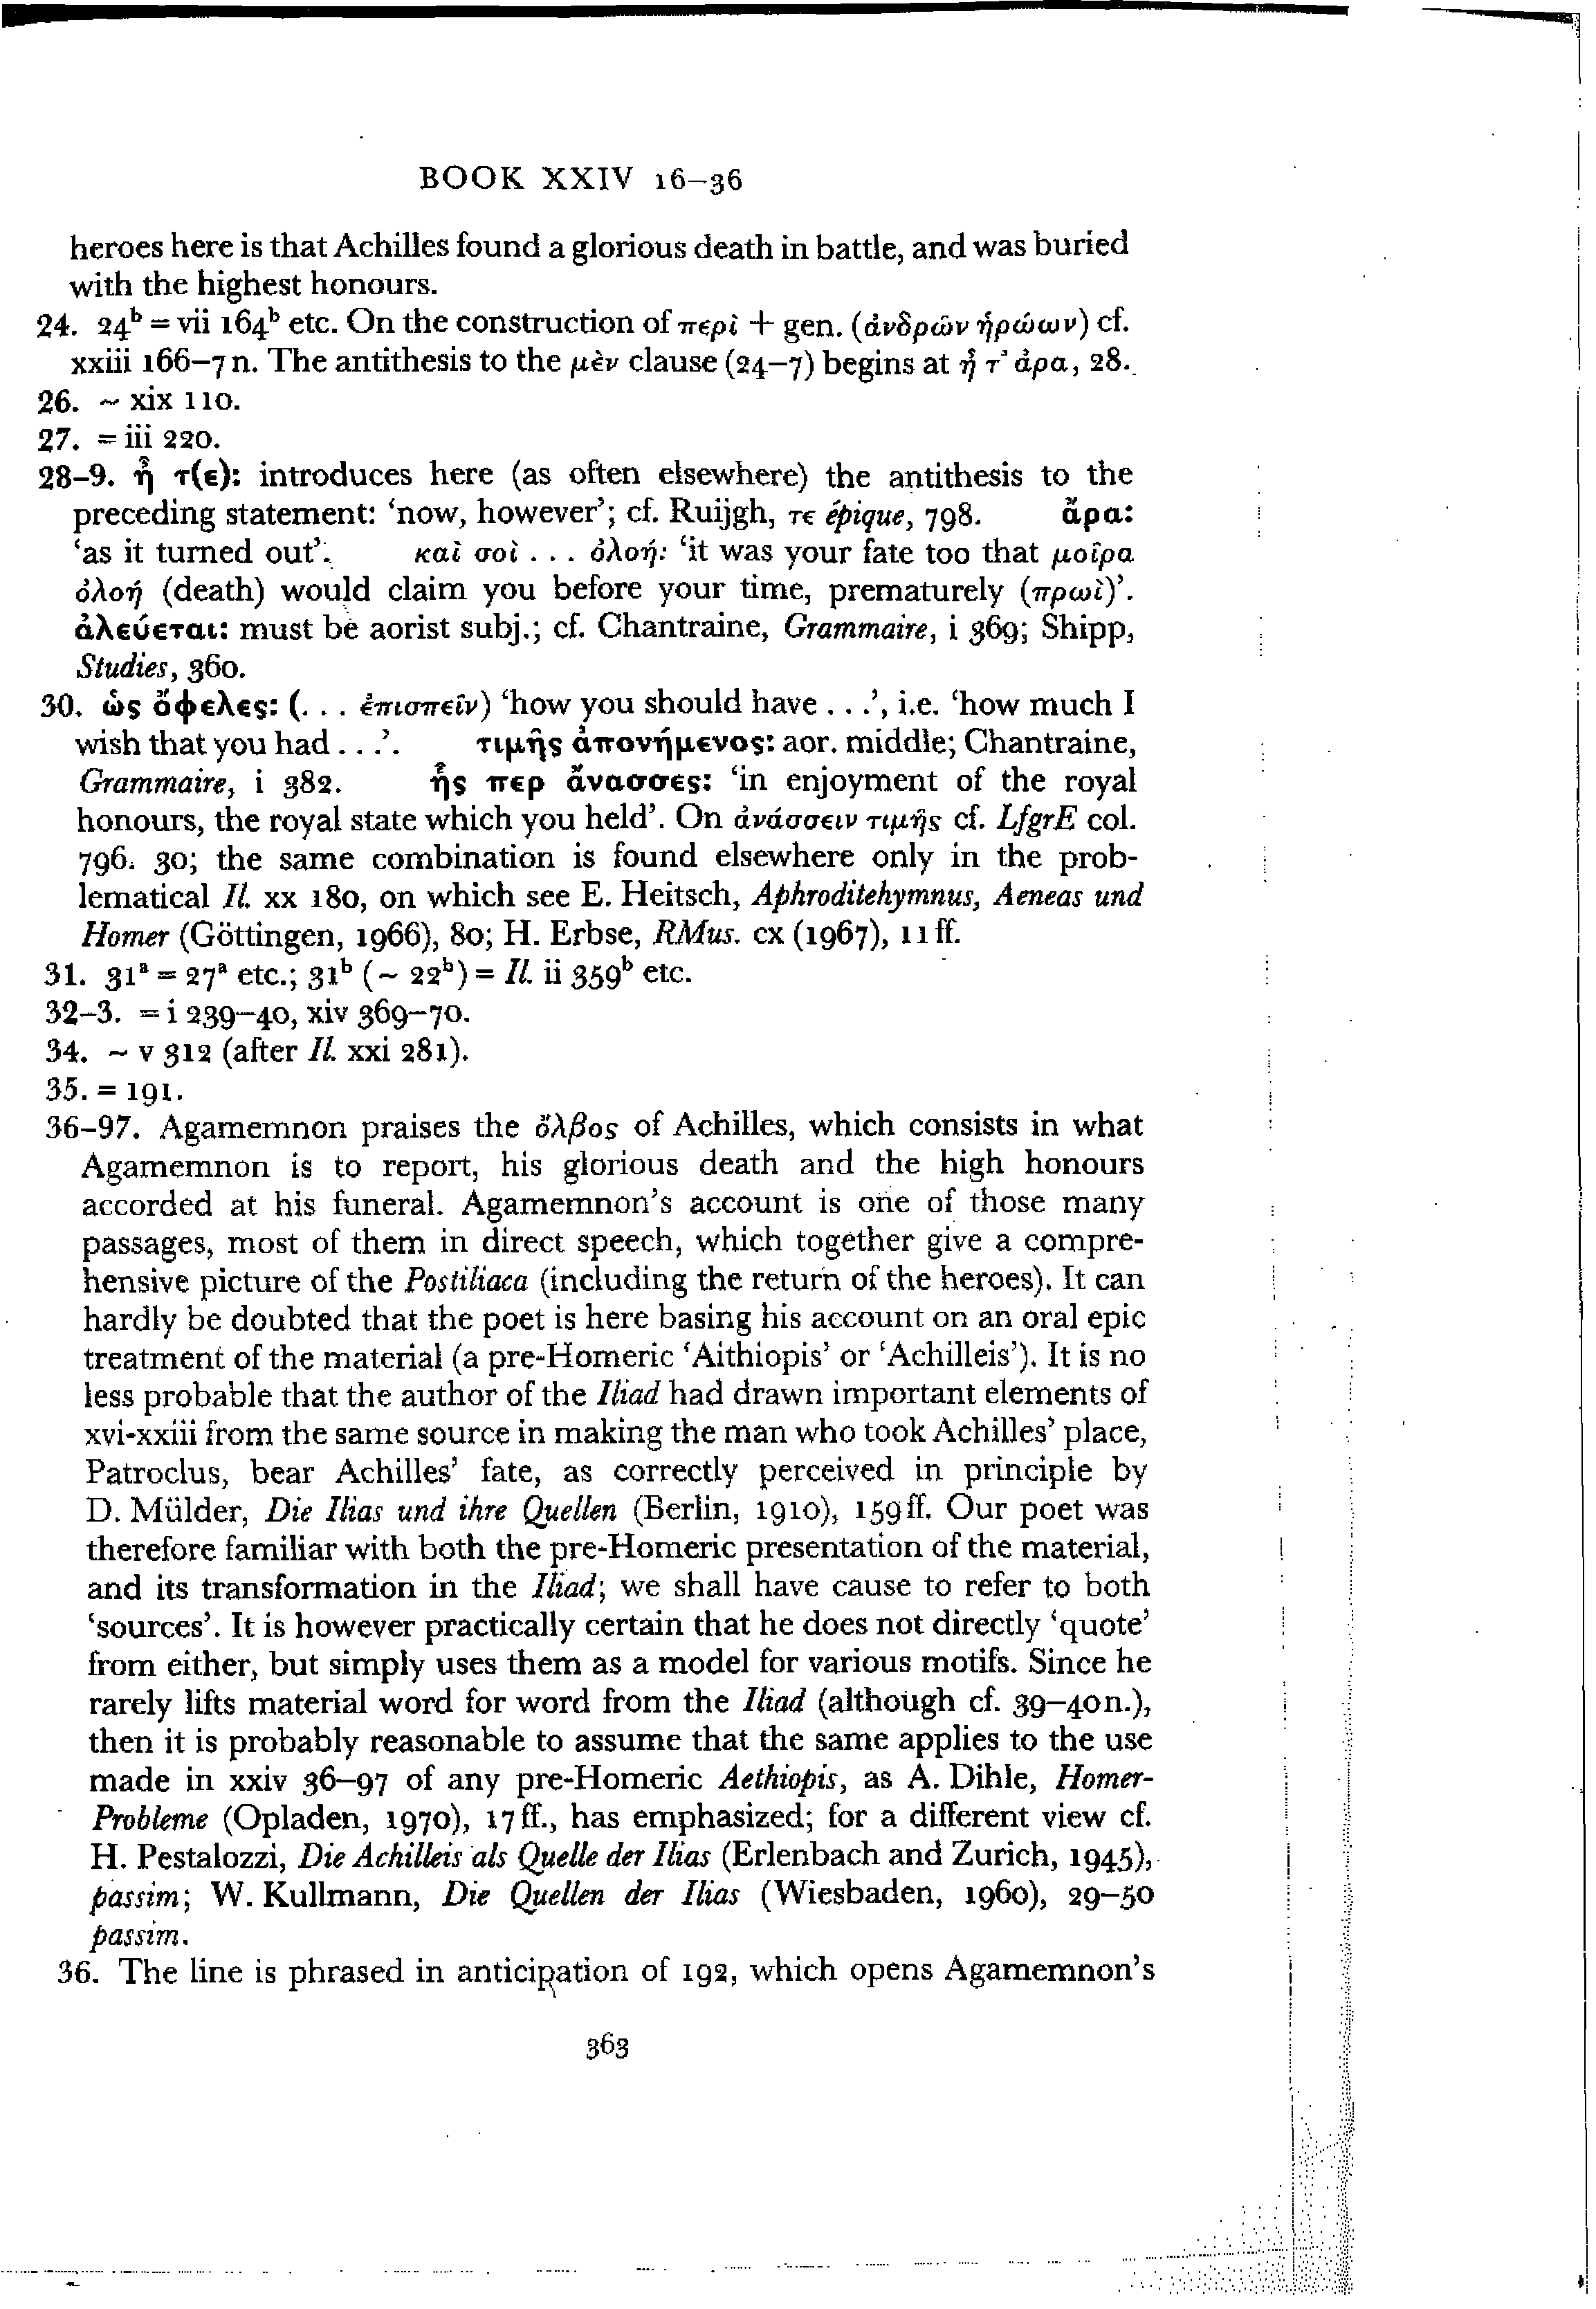 BOOK XXIV 16–36
heroes here is that Achilles found a glorious death in battle, and was buried
with the highest honours.
24. 24ᵇ = vii 164ᵇ etc. On the construction of περὶ + gen. (ἀνδρῶν ἡρώων) cf.
xxiii 166–7 n. The antithesis to the μὲν clause (24–7) begins at ἦ τ' ἄρα, 28.
26. ~ xix 110.
27. = iii 220.
28–9. ἦ τ(ε): introduces here (as often elsewhere) the antithesis to the
preceding statement: ‘now, however’; cf. Ruijgh, τε épique, 798. ἄρα:
‘as it turned out’. καὶ σοὶ . . . ὀλοή: ‘it was your fate too that μοῖρα
ὀλοή (death) would claim you before your time, prematurely (πρωΐ)’.
ἀλεύεται: must be aorist subj.; cf. Chantraine, Grammaire, i 369; Shipp,
Studies, 360.
30. ὡς ὄφελες: (. . . ἐπισπεῖν) ‘how you should have . . .’, i.e. ‘how much I
wish that you had . . .’. τιμῆς ἀπονήμενος: aor. middle; Chantraine,
Grammaire, i 382. ἧς περ ἄνασσες: ‘in enjoyment of the royal
honours, the royal state which you held’. On ἀνάσσειν τιμῆς cf. LfgrE col.
796. 30; the same combination is found elsewhere only in the prob-
lematical Il. xx 180, on which see E. Heitsch, Aphroditehymnus, Aeneas und
Homer (Göttingen, 1966), 80; H. Erbse, RMus. cx (1967), 11 ff.
31. 31ᵃ = 27ᵃ etc.; 31ᵇ (~ 22ᵇ) = Il. ii 359ᵇ etc.
32–3. = i 239–40, xiv 369–70.
34. ~ v 312 (after Il. xxi 281).
35. = 191.
36–97. Agamemnon praises the ὄλβος of Achilles, which consists in what
Agamemnon is to report, his glorious death and the high honours
accorded at his funeral. Agamemnon’s account is one of those many
passages, most of them in direct speech, which together give a compre-
hensive picture of the Postiliaca (including the return of the heroes). It can
hardly be doubted that the poet is here basing his account on an oral epic
treatment of the material (a pre-Homeric ‘Aithiopis’ or ‘Achilleis’). It is no
less probable that the author of the Iliad had drawn important elements of
xvi-xxiii from the same source in making the man who took Achilles’ place,
Patroclus, bear Achilles’ fate, as correctly perceived in principle by
D. Mülder, Die Ilias und ihre Quellen (Berlin, 1910), 159 ff. Our poet was
therefore familiar with both the pre-Homeric presentation of the material,
and its transformation in the Iliad; we shall have cause to refer to both
‘sources’. It is however practically certain that he does not directly ‘quote’
from either, but simply uses them as a model for various motifs. Since he
rarely lifts material word for word from the Iliad (although cf. 39–40 n.),
then it is probably reasonable to assume that the same applies to the use
made in xxiv 36–97 of any pre-Homeric Aethiopis, as A. Dihle, Homer-
Probleme (Opladen, 1970), 17 ff., has emphasized; for a different view cf.
H. Pestalozzi, Die Achilleis als Quelle der Ilias (Erlenbach and Zurich, 1945),
passim; W. Kullmann, Die Quellen der Ilias (Wiesbaden, 1960), 29–50
passim.
36. The line is phrased in anticipation of 192, which opens Agamemnon’s
363